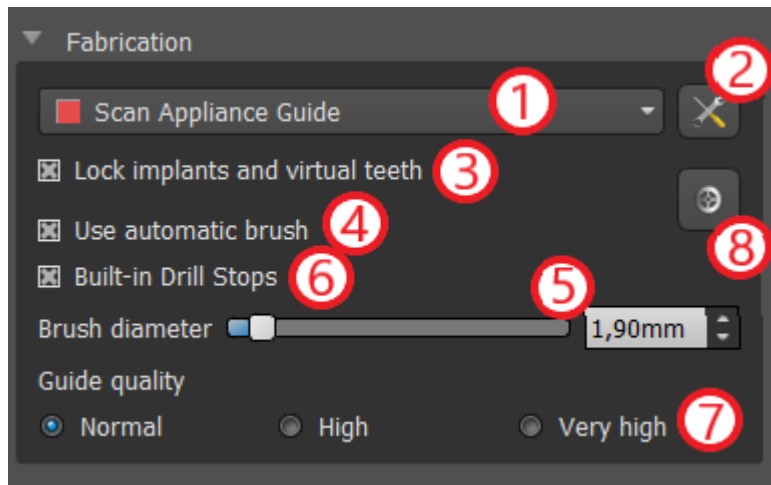 Fabrication
2
Scan Appliance Guide 1
Lock implants and virtual teeth 3
Use automatic brush 4
8
Built-in Drill Stops 6
5
Brush diameter 1,90mm
Guide quality
Normal High Very high 7